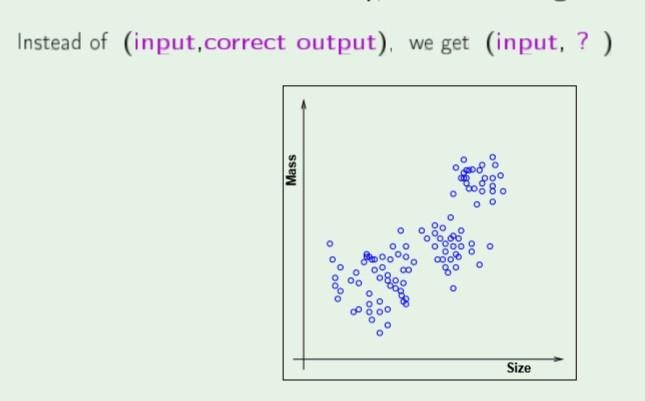 Instead of (input,correct output), we get (input, ? )
Mass
Size